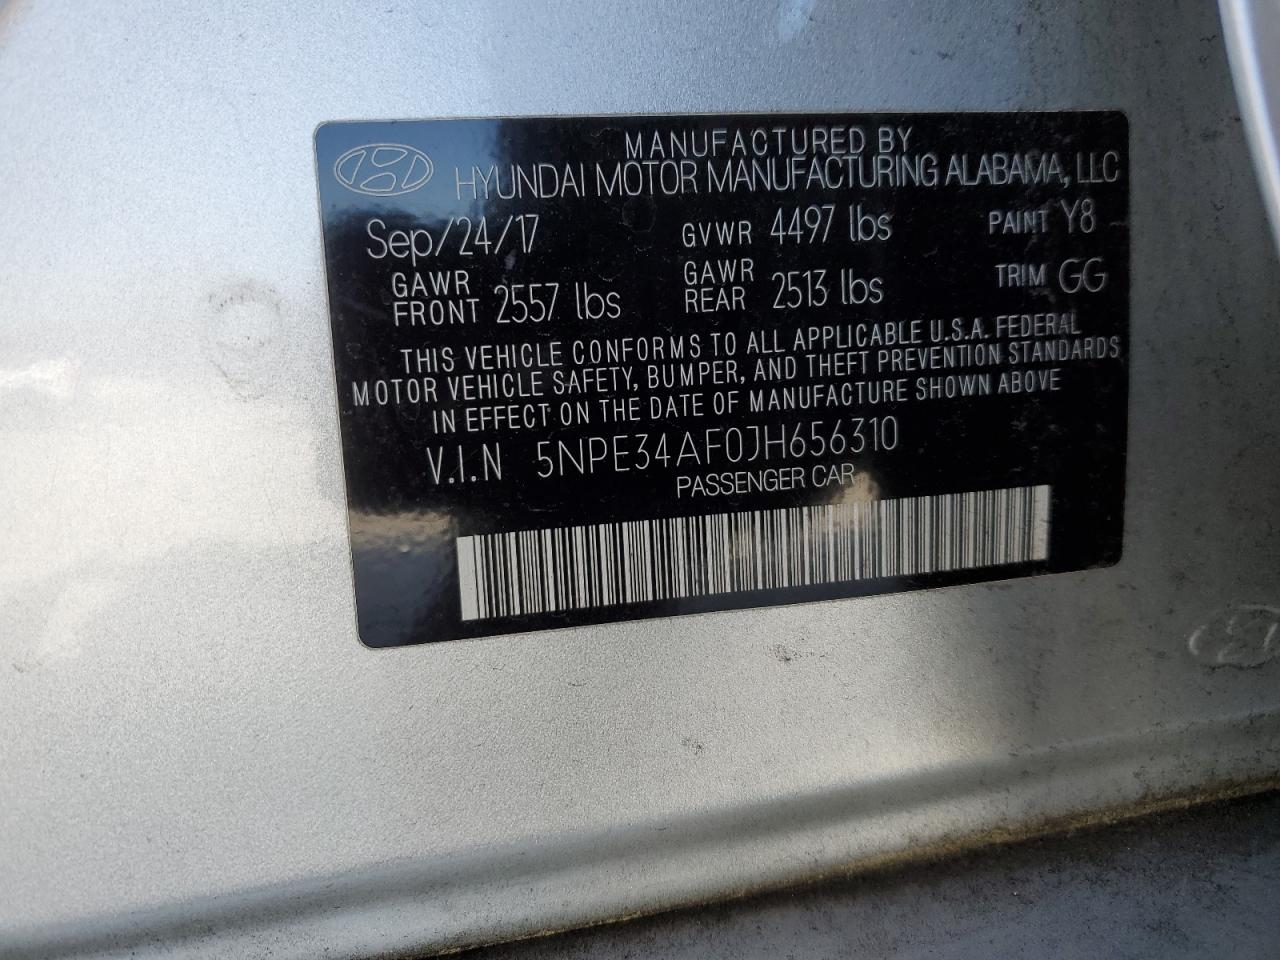 MANUFACTURED BY
HYUNDAI MOTOR MANUFACTURING ALABAMA, LLC
Sep/24/17 GVWR 4497 lbs PAINT Y8
GAWR FRONT 2557 lbs GAWR REAR 2513 lbs TRIM GG
THIS VEHICLE CONFORMS TO ALL APPLICABLE U.S.A. FEDERAL
MOTOR VEHICLE SAFETY, BUMPER, AND THEFT PREVENTION STANDARDS
IN EFFECT ON THE DATE OF MANUFACTURE SHOWN ABOVE
V.I.N 5NPE34AF0JH656310
PASSENGER CAR